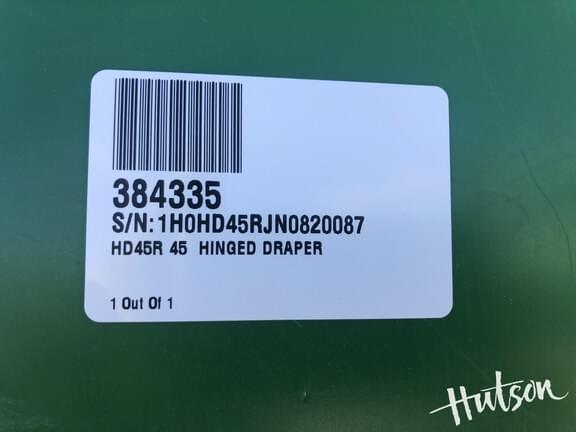 384335
S/N:1H0HD45RJN0820087
HD45R 45 HINGED DRAPER
1 Out Of 1
Hutson